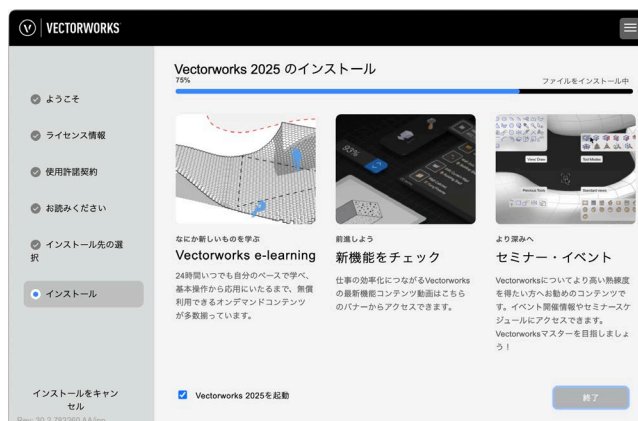 VECTORWORKS
Vectorworks 2025 のインストール
75%
ファイルをインストール中
ようこそ
ライセンス情報
使用許諾契約
お読みください
インストール先の選
択
インストール
なにか新しいものを学ぶ
Vectorworks e-learning
24時間いつでも自分のペースで学べ、
基本操作から応用にいたるまで、無償
利用できるオンデマンドコンテンツ
が多数揃っています。
93%
前進しよう
新機能をチェック
仕事の効率化につながるVectorworks
の最新機能コンテンツ動画はこちら
のバナーからアクセスできます。
View Draw
Tool Modes
Previous Tools
Standard views
より深みへ
セミナー・イベント
Vectorworksについてより高い熟練度
を得たい方へお勧めのコンテンツで
す。イベント開催情報やセミナースケ
ジュールにアクセスできます。
Vectorworksマスターを目指しましょ
う！
インストールをキャン
セル
Vectorworks 2025を起動
終了